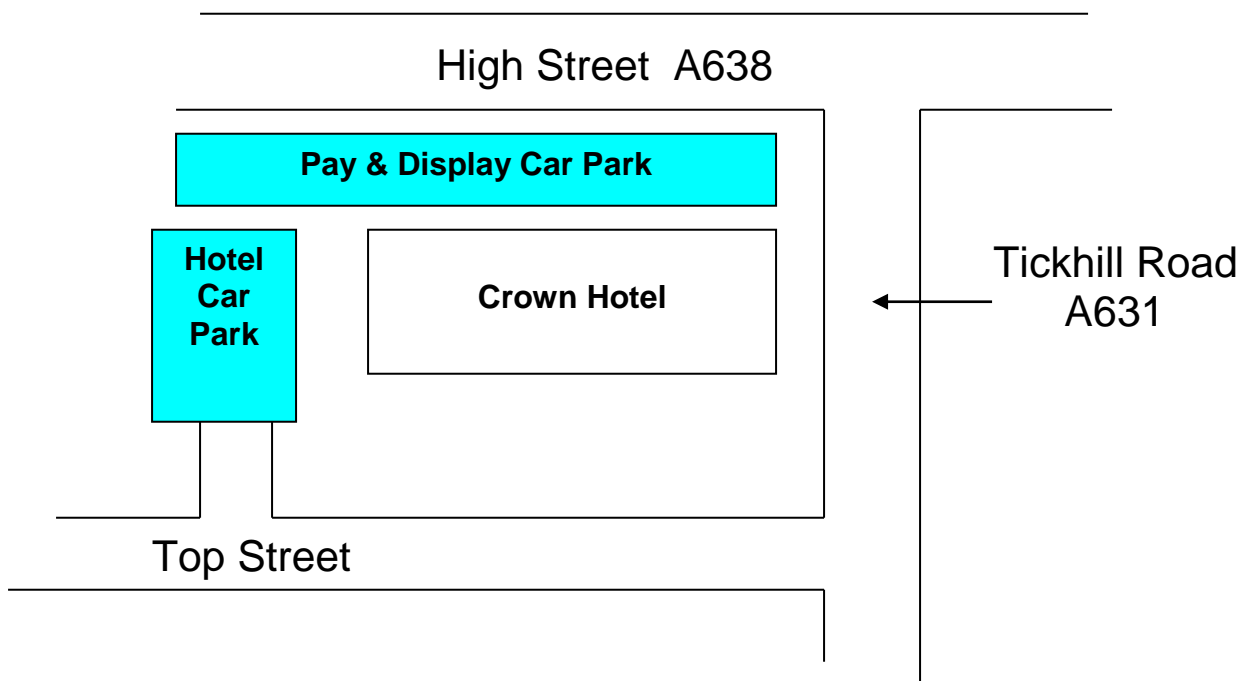 High Street A638
Pay & Display Car Park
Hotel
Car
Park
Crown Hotel
Tickhill Road
A631
Top Street